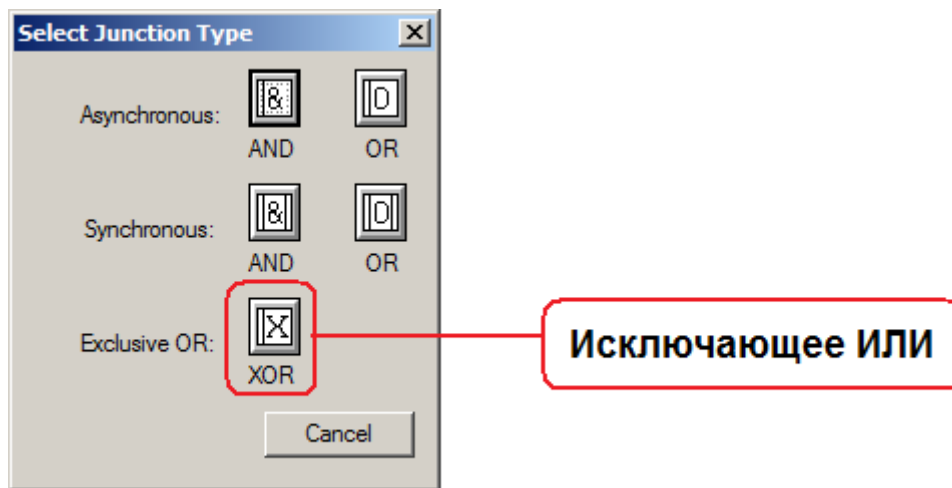 Select Junction Type
Asynchronous:
& O
AND OR
Synchronous:
& O
AND OR
Exclusive OR:
X
XOR
Исключающее ИЛИ
Cancel